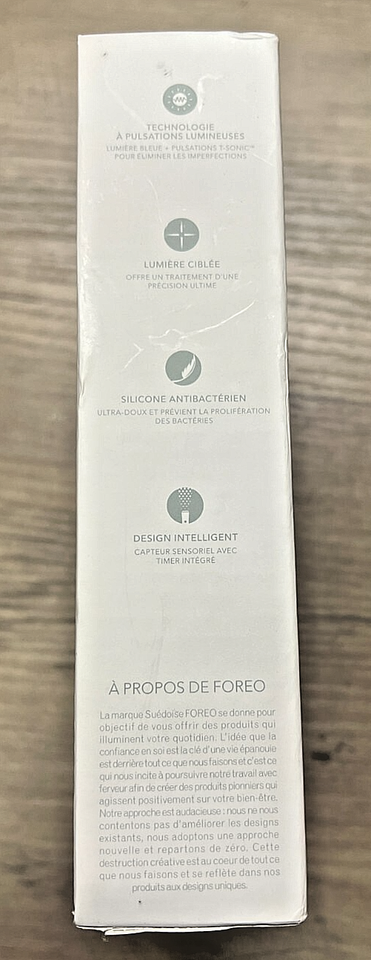 TECHNOLOGIE
À PULSATIONS LUMINEUSES
LUMIÈRE BLEUE + PULSATIONS T-SONIC™
POUR ÉLIMINER LES IMPERFECTIONS
LUMIÈRE CIBLÉE
OFFRE UN TRAITEMENT D'UNE
PRÉCISION ULTIME
SILICONE ANTIBACTÉRIEN
ULTRA-DOUX ET PRÉVIENT LA PROLIFÉRATION
DES BACTÉRIES
DESIGN INTELLIGENT
CAPTEUR SENSORIEL AVEC
TIMER INTÉGRÉ
À PROPOS DE FOREO
La marque Suédoise FOREO se donne pour
objectif de vous offrir des produits qui
illuminent votre quotidien. L'idée que la
confiance en soi est la clé d'une vie épanouie
est derrière tout ce que nous faisons et c'est ce
qui nous incite à poursuivre notre travail avec
ferveur afin de créer des produits pionniers qui
agissent positivement sur votre bien-être.
Notre approche est audacieuse : nous ne nous
contentons pas d'améliorer les designs
existants, nous adoptons une approche
nouvelle et repartons de zéro. Cette
destruction créative est au coeur de tout ce
que nous faisons et se reflète dans nos
produits aux designs uniques.